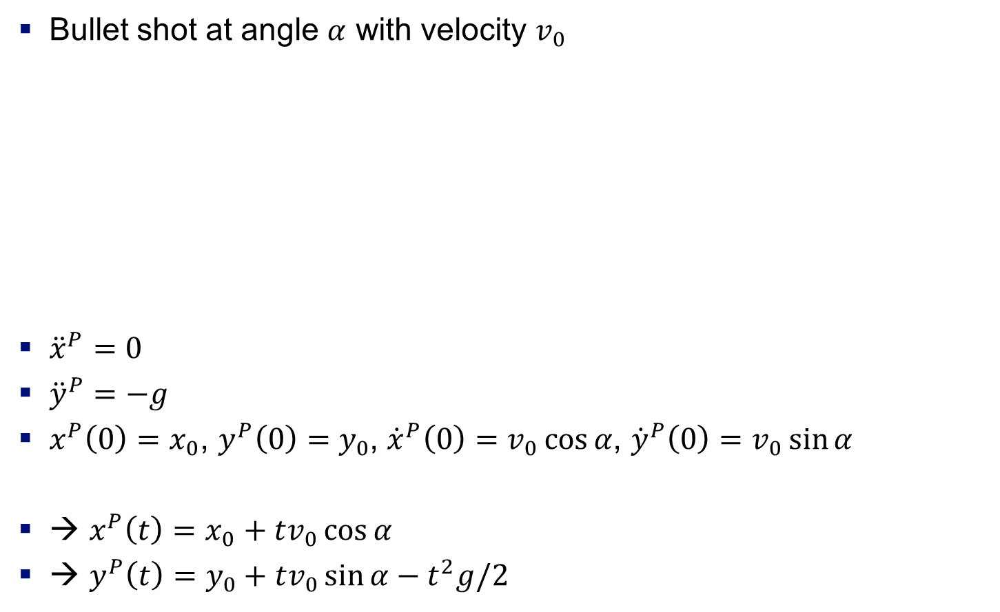 ▪ Bullet shot at angle α with velocity v₀
▪ ẍᴾ = 0
▪ ÿᴾ = −g
▪ xᴾ(0) = x₀, yᴾ(0) = y₀, ẋᴾ(0) = v₀ cos α, ẏᴾ(0) = v₀ sin α
▪ → xᴾ(t) = x₀ + tv₀ cos α
▪ → yᴾ(t) = y₀ + tv₀ sin α − t²g/2